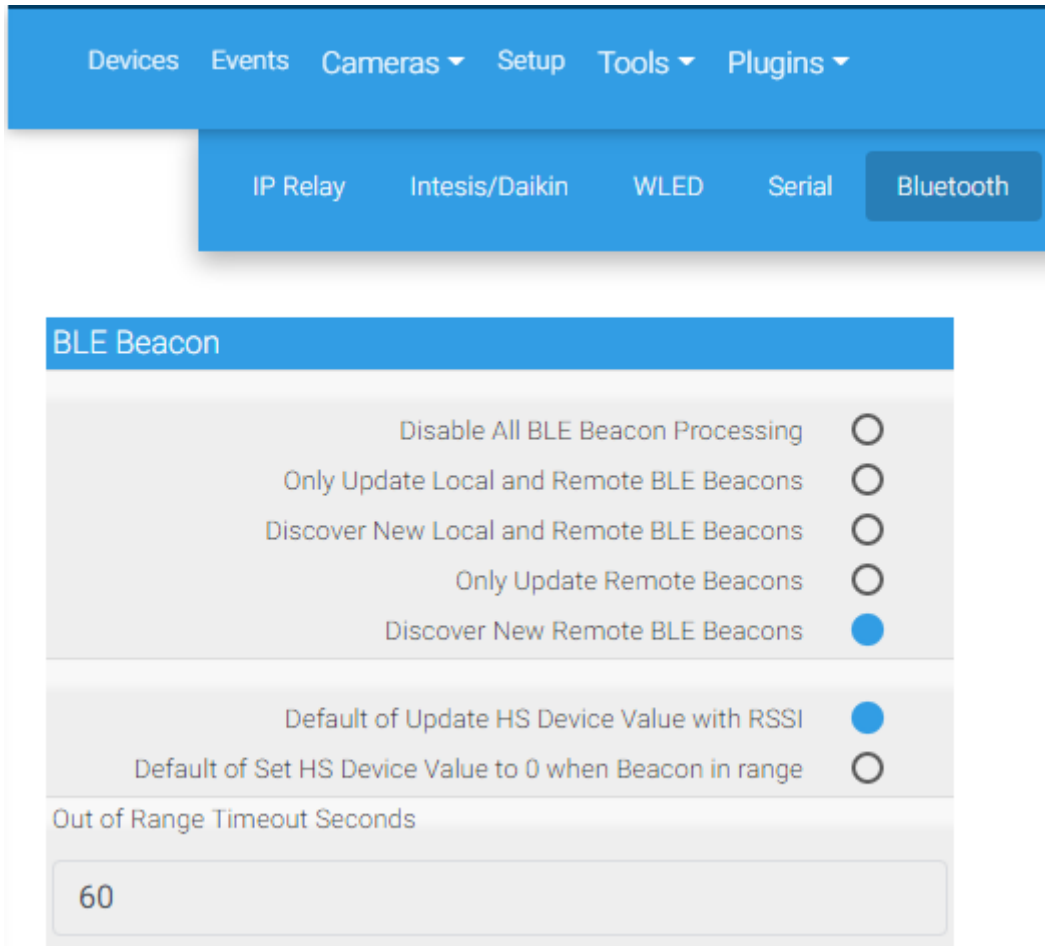 Devices Events Cameras Setup Tools Plugins
IP Relay Intesis/Daikin WLED Serial Bluetooth
BLE Beacon
Disable All BLE Beacon Processing
Only Update Local and Remote BLE Beacons
Discover New Local and Remote BLE Beacons
Only Update Remote Beacons
Discover New Remote BLE Beacons
Default of Update HS Device Value with RSSI
Default of Set HS Device Value to 0 when Beacon in range
Out of Range Timeout Seconds
60